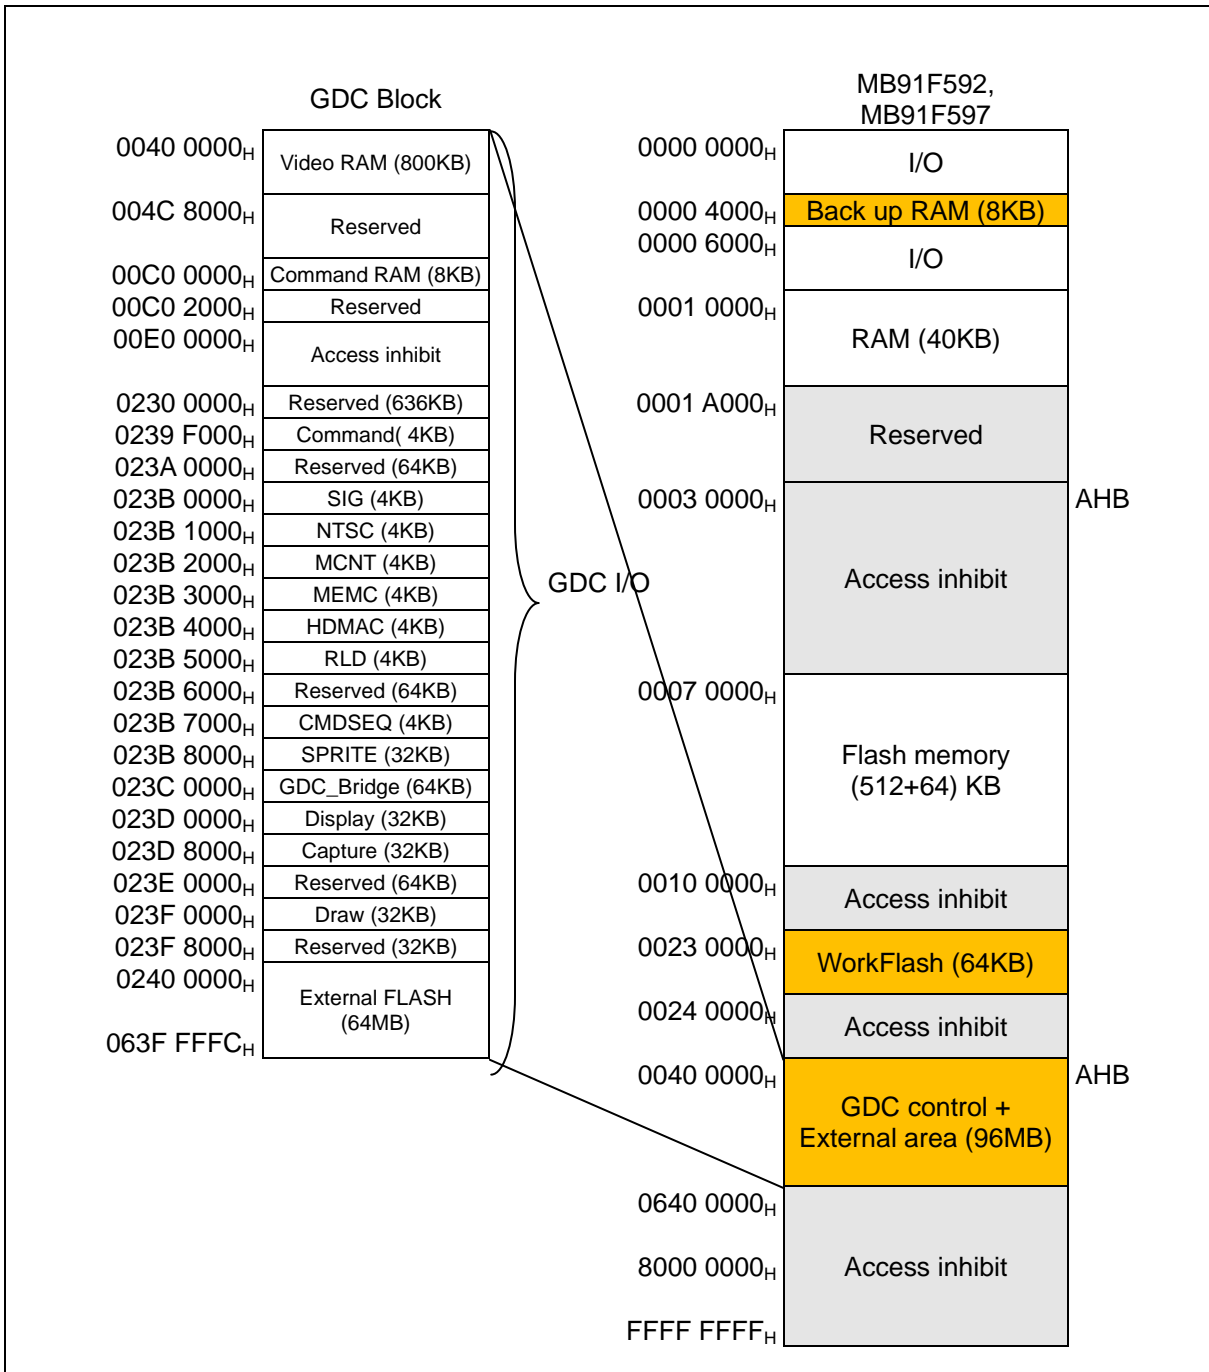 GDC Block
0040 0000H
Video RAM (800KB)
004C 8000H
Reserved
00C0 0000H
Command RAM (8KB)
00C0 2000H
Reserved
00E0 0000H
Access inhibit
0230 0000H
Reserved (636KB)
0239 F000H
Command( 4KB)
023A 0000H
Reserved (64KB)
023B 0000H
SIG (4KB)
023B 1000H
NTSC (4KB)
023B 2000H
MCNT (4KB)
023B 3000H
MEMC (4KB)
023B 4000H
HDMAC (4KB)
023B 5000H
RLD (4KB)
023B 6000H
Reserved (64KB)
023B 7000H
CMDSEQ (4KB)
023B 8000H
SPRITE (32KB)
023C 0000H
GDC_Bridge (64KB)
023D 0000H
Display (32KB)
023D 8000H
Capture (32KB)
023E 0000H
Reserved (64KB)
023F 0000H
Draw (32KB)
023F 8000H
Reserved (32KB)
0240 0000H
External FLASH
(64MB)
063F FFFCH
GDC I/O
MB91F592,
MB91F597
0000 0000H
I/O
0000 4000H
Back up RAM (8KB)
0000 6000H
I/O
0001 0000H
RAM (40KB)
0001 A000H
Reserved
0003 0000H
AHB
Access inhibit
0007 0000H
Flash memory
(512+64) KB
0010 0000H
Access inhibit
0023 0000H
WorkFlash (64KB)
0024 0000H
Access inhibit
0040 0000H
AHB
GDC control +
External area (96MB)
0640 0000H
8000 0000H
Access inhibit
FFFF FFFFH